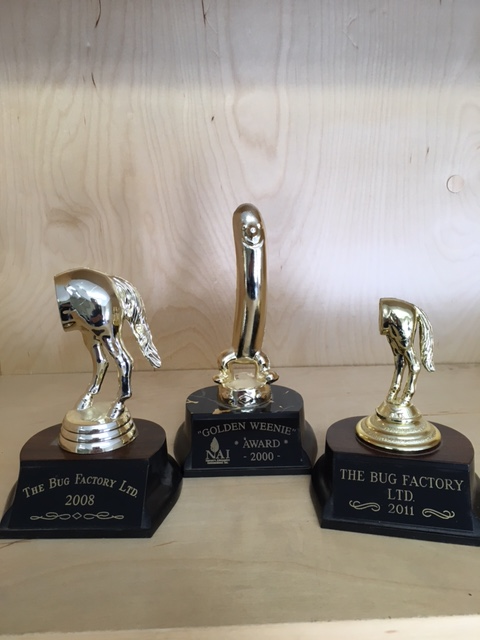 THE BUG FACTORY LTD.
2008
"GOLDEN WEENIE"
AWARD
- 2000 -
NAI
THE BUG FACTORY
LTD.
2011